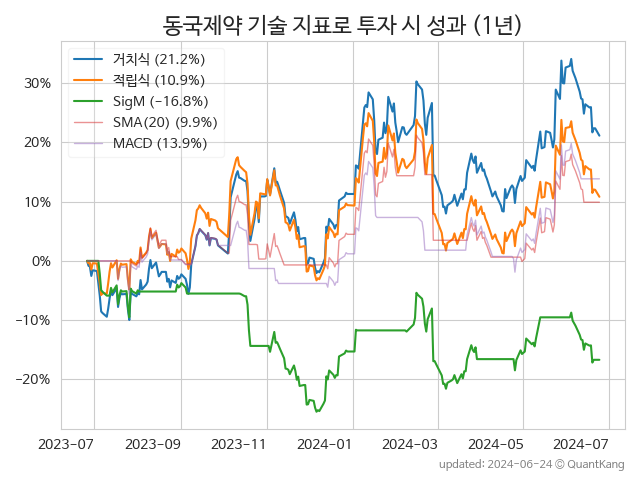 동국제약 기술 지표로 투자 시 성과 (1년)
거치식 (21.2%)
적립식 (10.9%)
SigM (−16.8%)
SMA(20) (9.9%)
MACD (13.9%)
30%
20%
10%
0%
−10%
−20%
2023-07
2023-09
2023-11
2024-01
2024-03
2024-05
2024-07
updated: 2024-06-24 © QuantKang